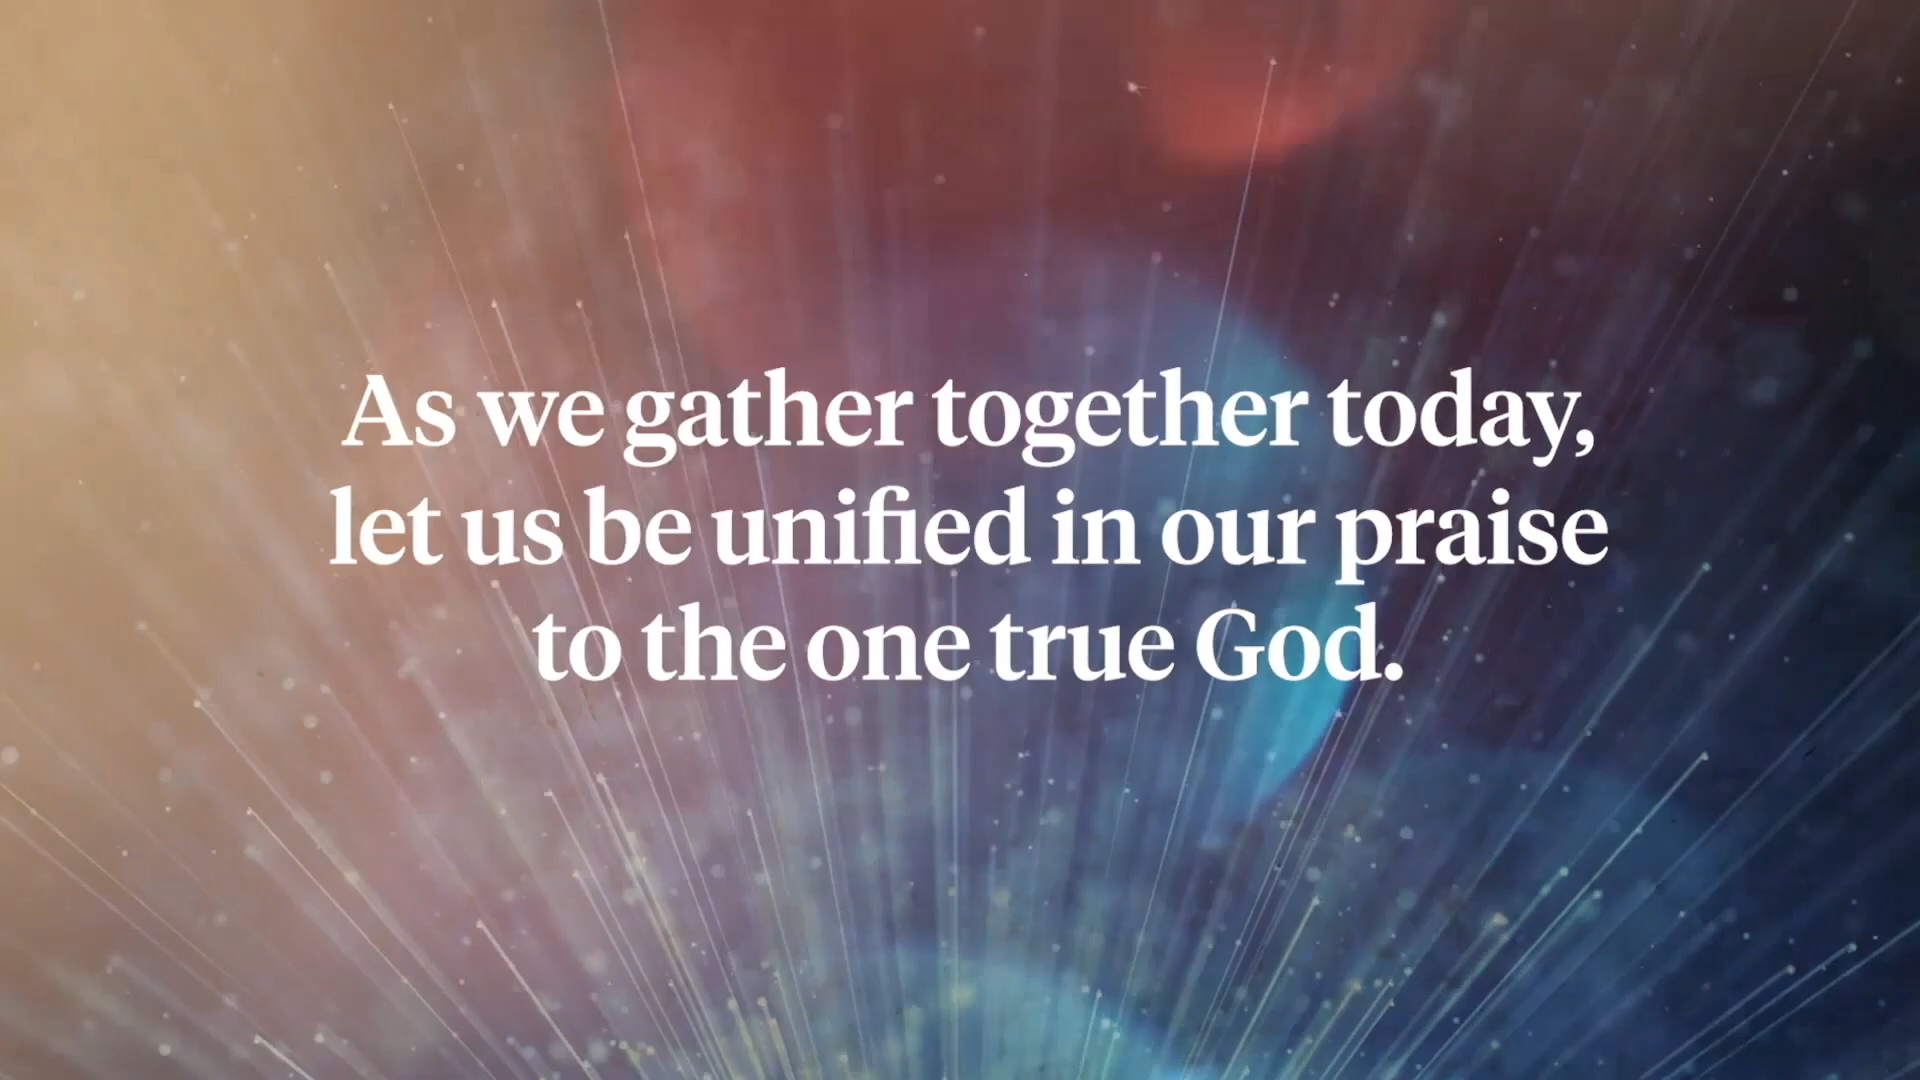 As we gather together today,
let us be unified in our praise
to the one true God.